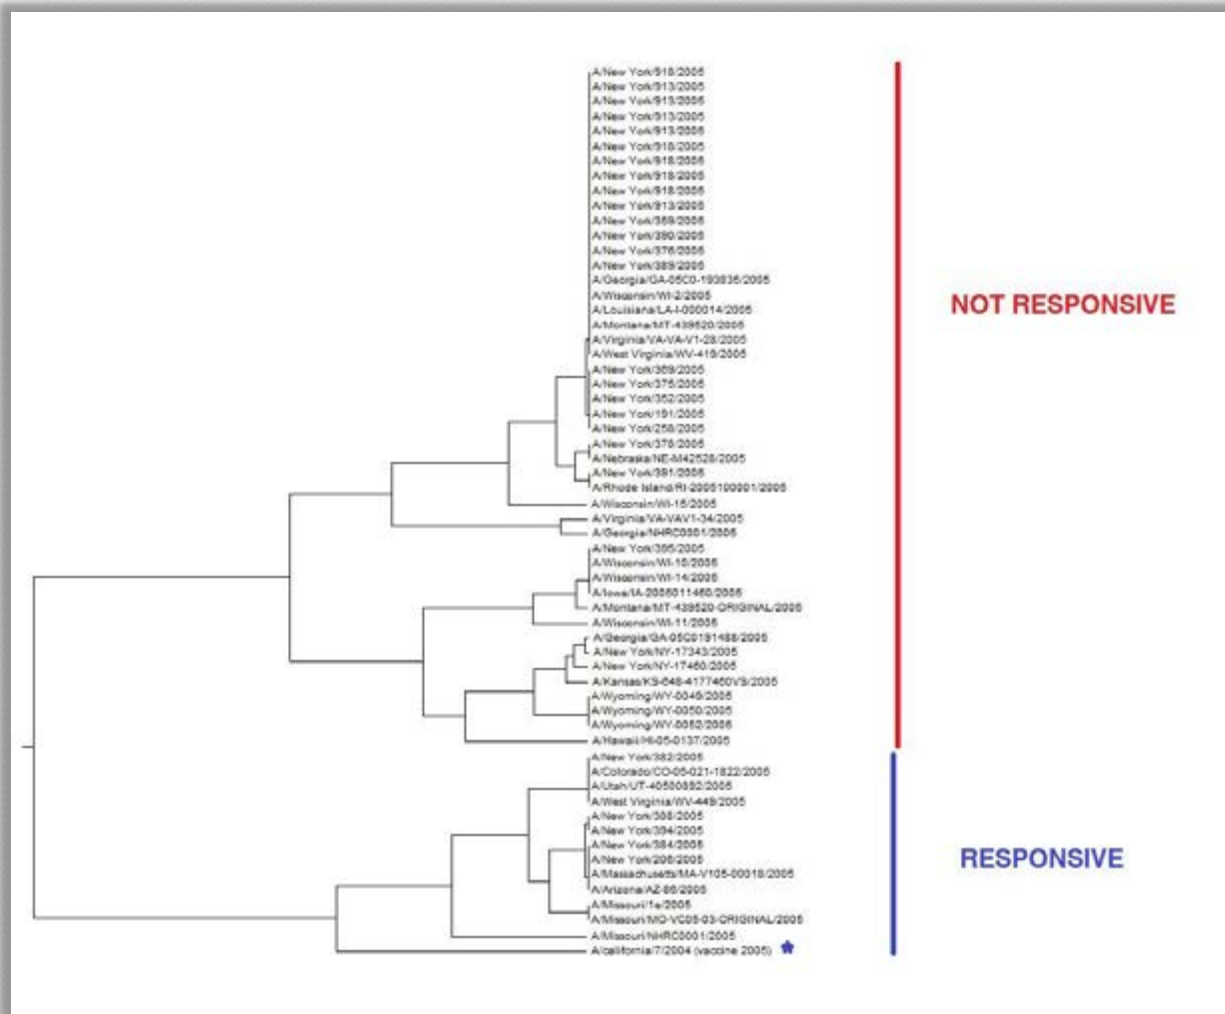 A/New York/918/2005
A/New York/913/2005
A/New York/913/2005
A/New York/913/2005
A/New York/913/2005
A/New York/918/2005
A/New York/918/2005
A/New York/918/2005
A/New York/918/2005
A/New York/913/2005
A/New York/369/2005
A/New York/390/2005
A/New York/376/2005
A/New York/389/2005
A/Georgia/GA-05C0-193835/2005
A/Wisconsin/WI-2/2005
A/Louisiana/LA-I-000014/2005
A/Montana/MT-439520/2005
A/Virginia/VA-VA-V1-28/2005
A/West Virginia/WV-419/2005
A/New York/369/2005
A/New York/375/2005
A/New York/352/2005
A/New York/191/2005
A/New York/258/2005
A/New York/378/2005
A/Nebraska/NE-M42528/2005
A/New York/391/2005
A/Rhode Island/RI-2005100001/2005
A/Wisconsin/WI-15/2005
A/Virginia/VA-VAV1-34/2005
A/Georgia/NHRC0001/2005
A/New York/395/2005
A/Wisconsin/WI-10/2005
A/Wisconsin/WI-14/2005
A/Iowa/IA-2005011460/2005
A/Montana/MT-439520-ORIGINAL/2005
A/Wisconsin/WI-11/2005
A/Georgia/GA-05C0191488/2005
A/New York/NY-17343/2005
A/New York/NY-17460/2005
A/Kansas/KS-648-4177460VS/2005
A/Wyoming/WY-0049/2005
A/Wyoming/WY-0050/2005
A/Wyoming/WY-0052/2005
A/Hawaii/HI-05-0137/2005
A/New York/382/2005
A/Colorado/CO-05-021-1822/2005
A/Utah/UT-40500892/2005
A/West Virginia/WV-449/2005
A/New York/388/2005
A/New York/394/2005
A/New York/384/2005
A/New York/206/2005
A/Massachusetts/MA-V105-00018/2005
A/Arizona/AZ-86/2005
A/Missouri/1a/2005
A/Missouri/MO-VC05-03-ORIGINAL/2005
A/Missouri/NHRC0001/2005
A/california/7/2004 (vaccine 2005)
NOT RESPONSIVE
RESPONSIVE